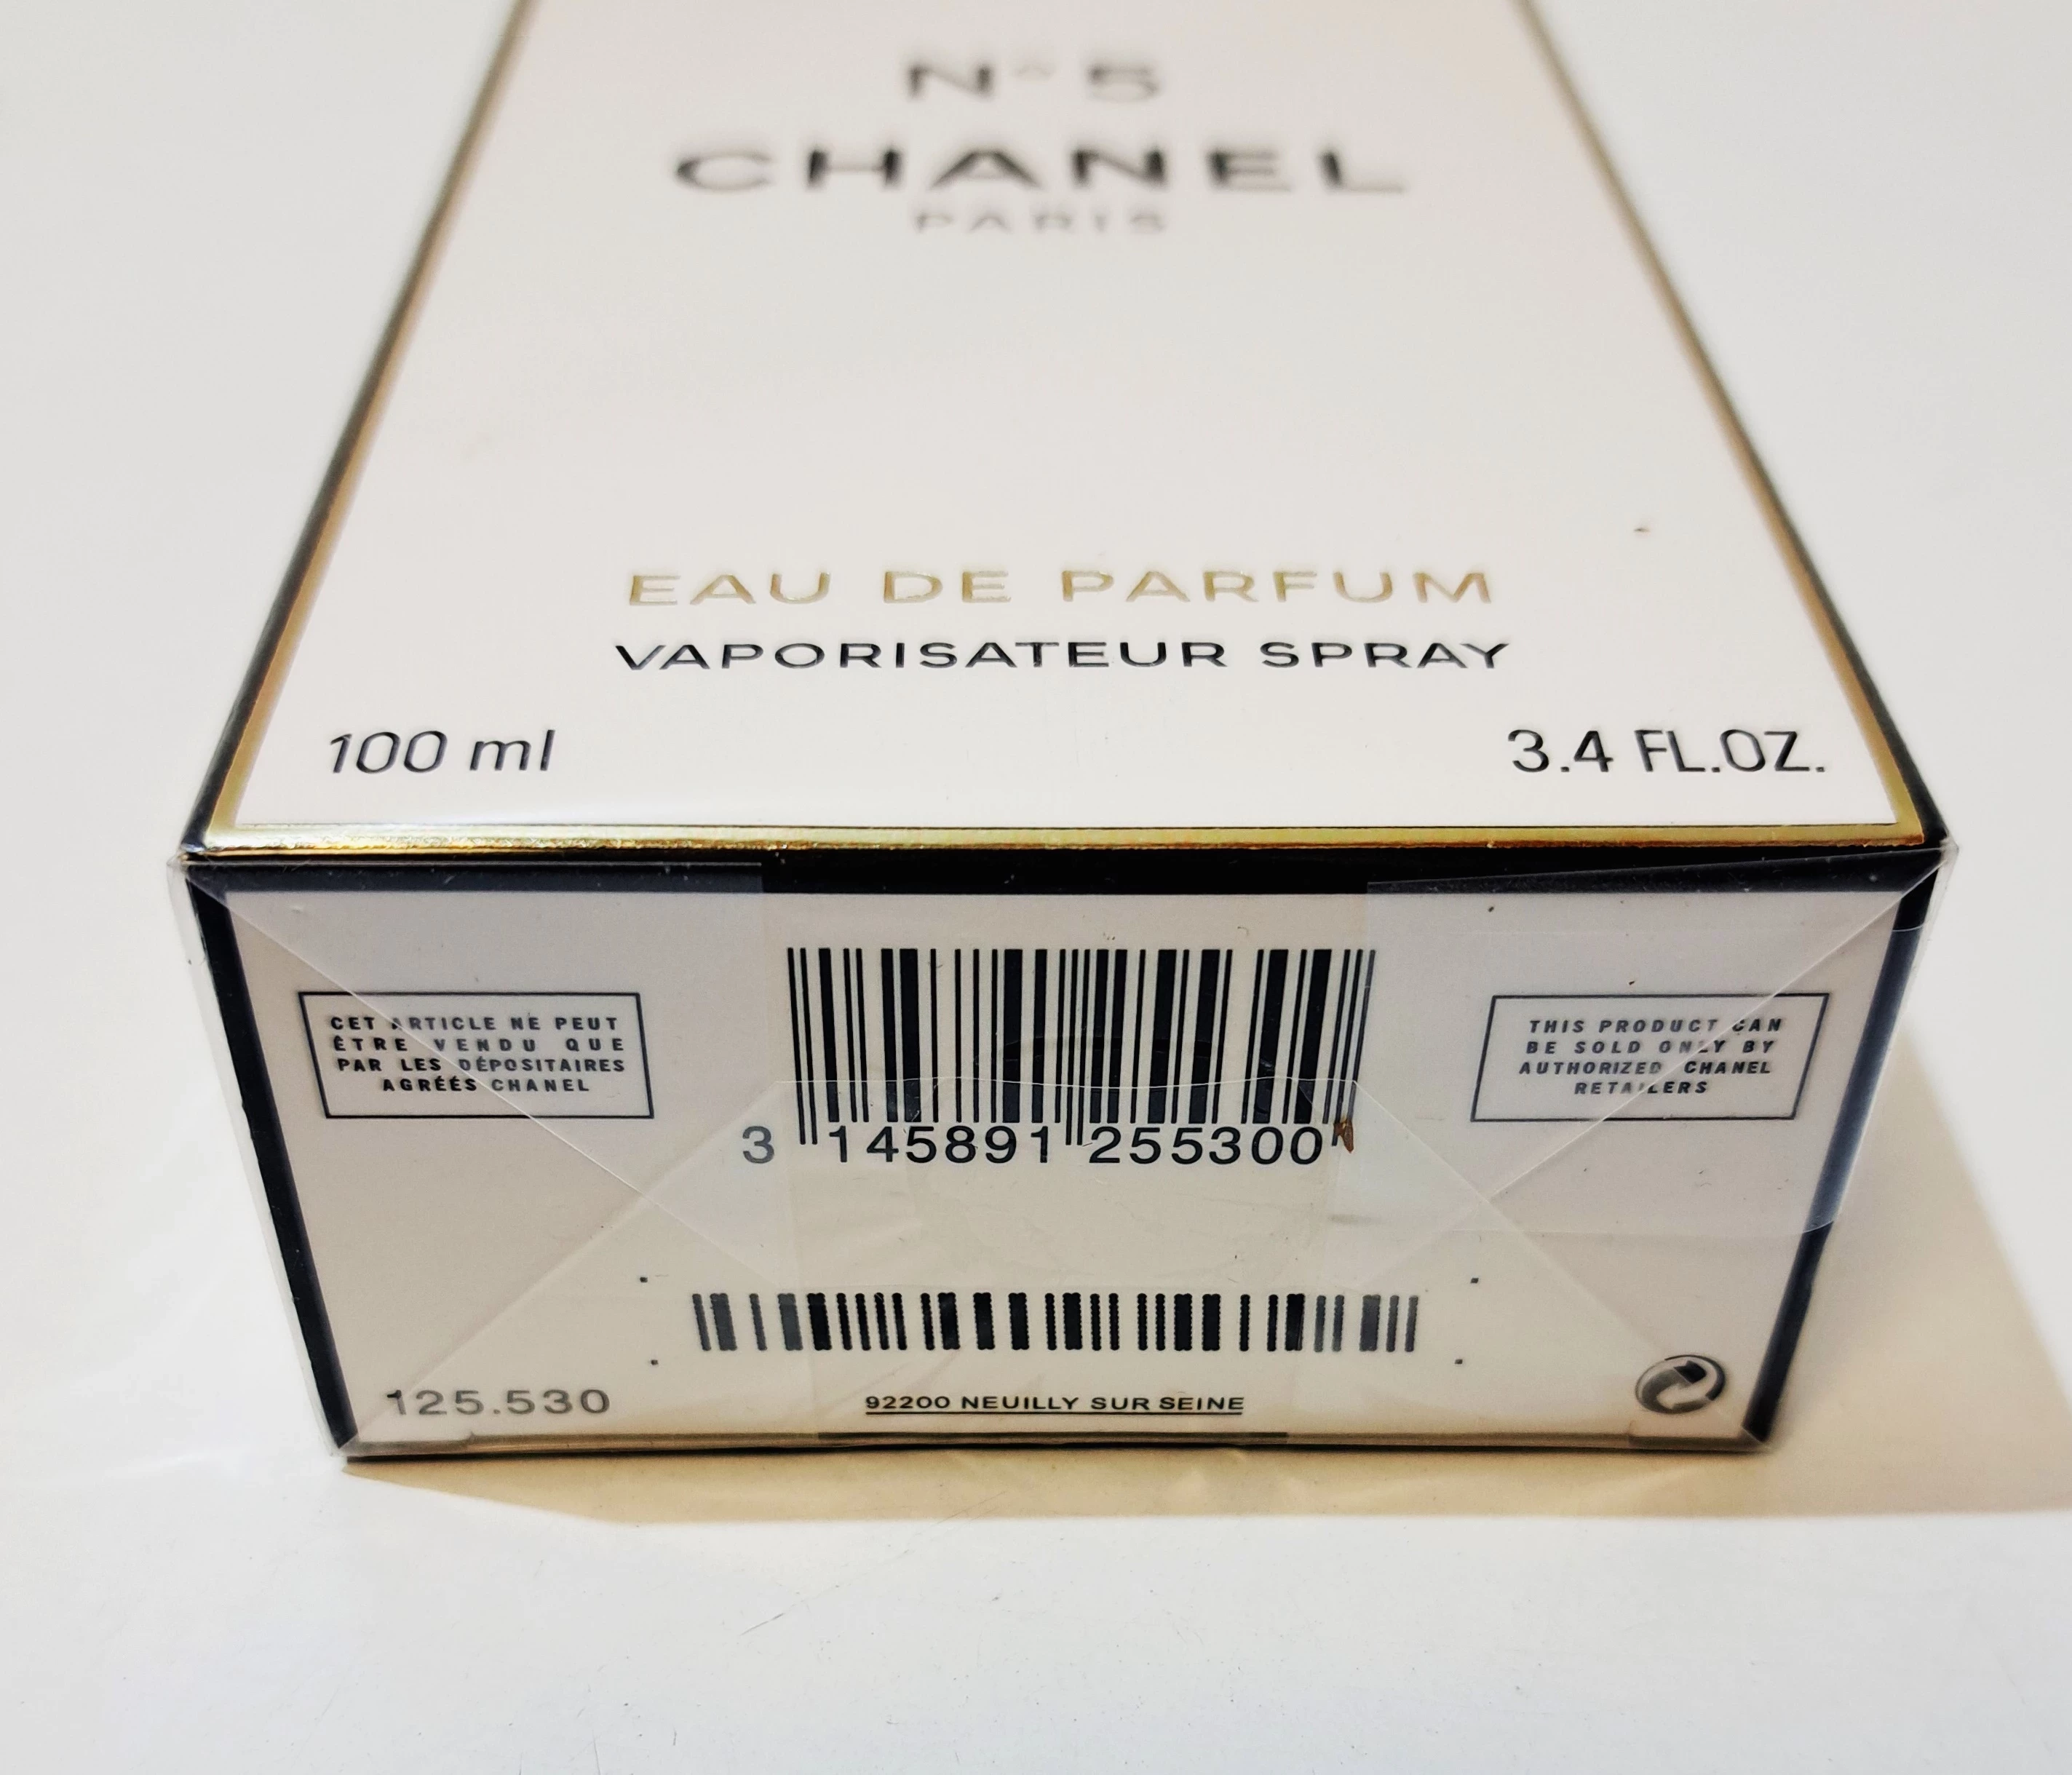 N°5
CHANEL
PARIS
EAU DE PARFUM
VAPORISATEUR SPRAY
100 ml
3.4 FL.OZ.
CET ARTICLE NE PEUT
ÊTRE VENDU QUE
PAR LES DÉPOSITAIRES
AGRÉÉS CHANEL
THIS PRODUCT CAN
BE SOLD ONLY BY
AUTHORIZED CHANEL
RETAILERS
3 145891 255300
125.530
92200 NEUILLY SUR SEINE